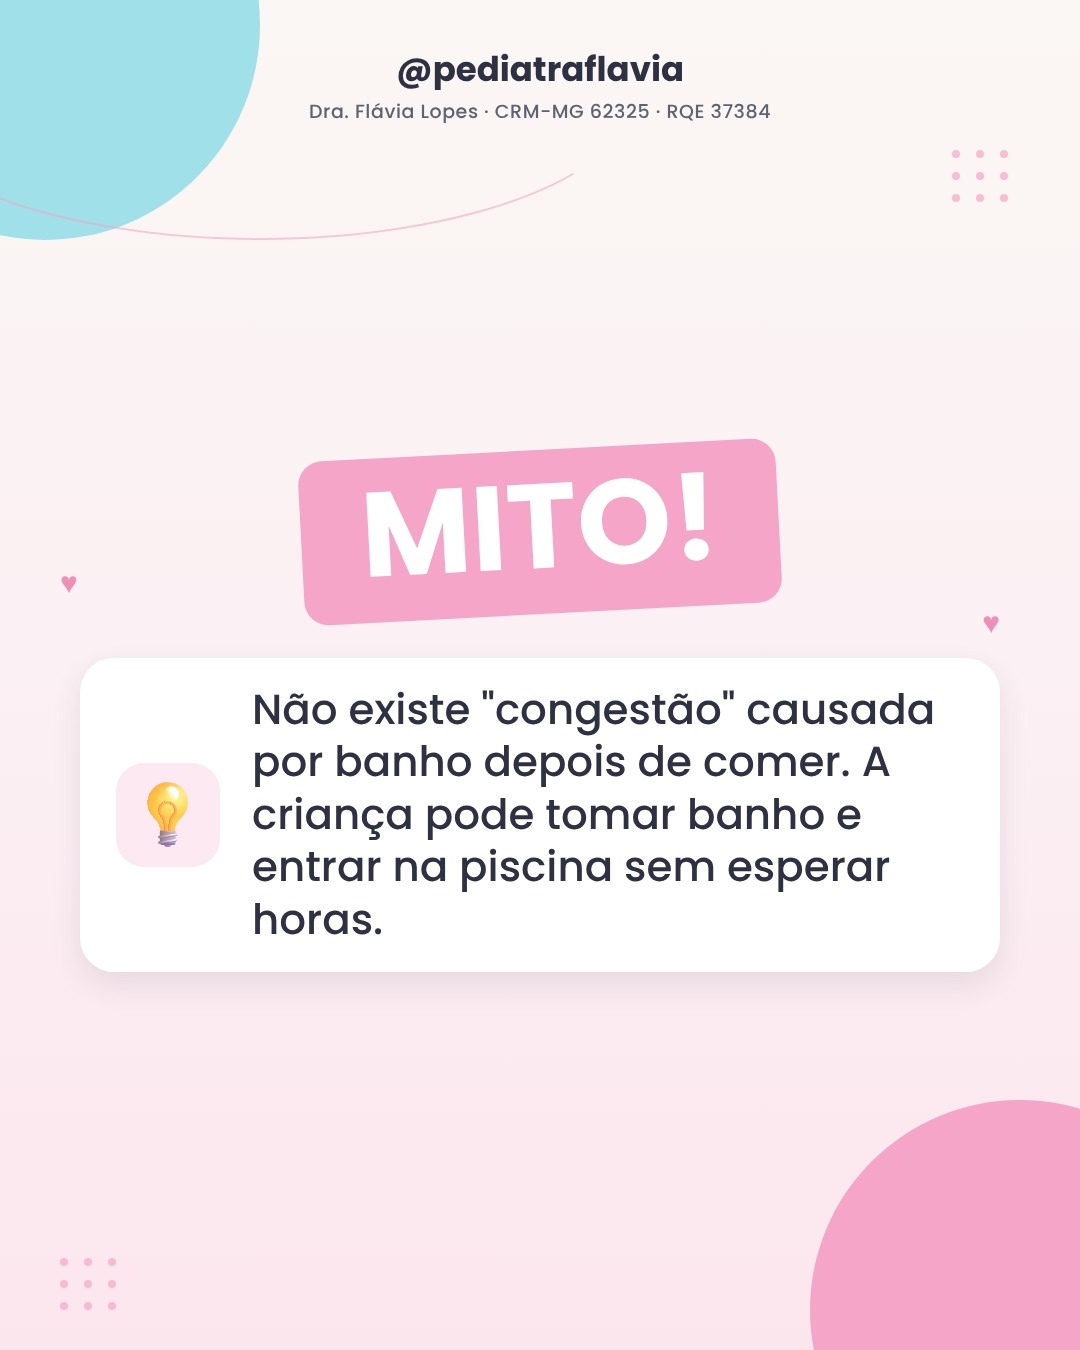 @pediatraflavia
Dra. Flávia Lopes · CRM-MG 62325 · RQE 37384
MITO!
Não existe "congestão" causada
por banho depois de comer. A
criança pode tomar banho e
entrar na piscina sem esperar
horas.